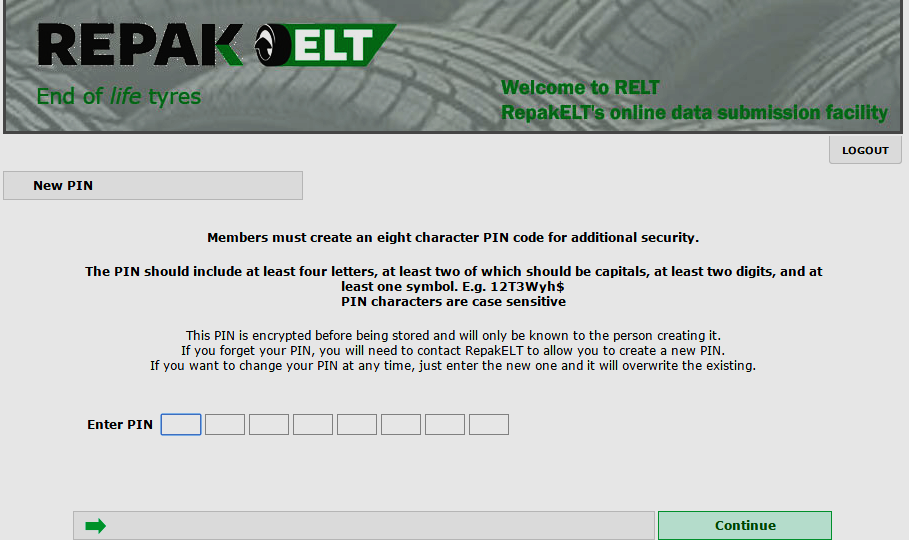 REPAK ELT
End of life tyres
Welcome to RELT
RepakELT's online data submission facility
LOGOUT
New PIN
Members must create an eight character PIN code for additional security.
The PIN should include at least four letters, at least two of which should be capitals, at least two digits, and at
least one symbol. E.g. 12T3Wyh$
PIN characters are case sensitive
This PIN is encrypted before being stored and will only be known to the person creating it.
If you forget your PIN, you will need to contact RepakELT to allow you to create a new PIN.
If you want to change your PIN at any time, just enter the new one and it will overwrite the existing.
Enter PIN
Continue